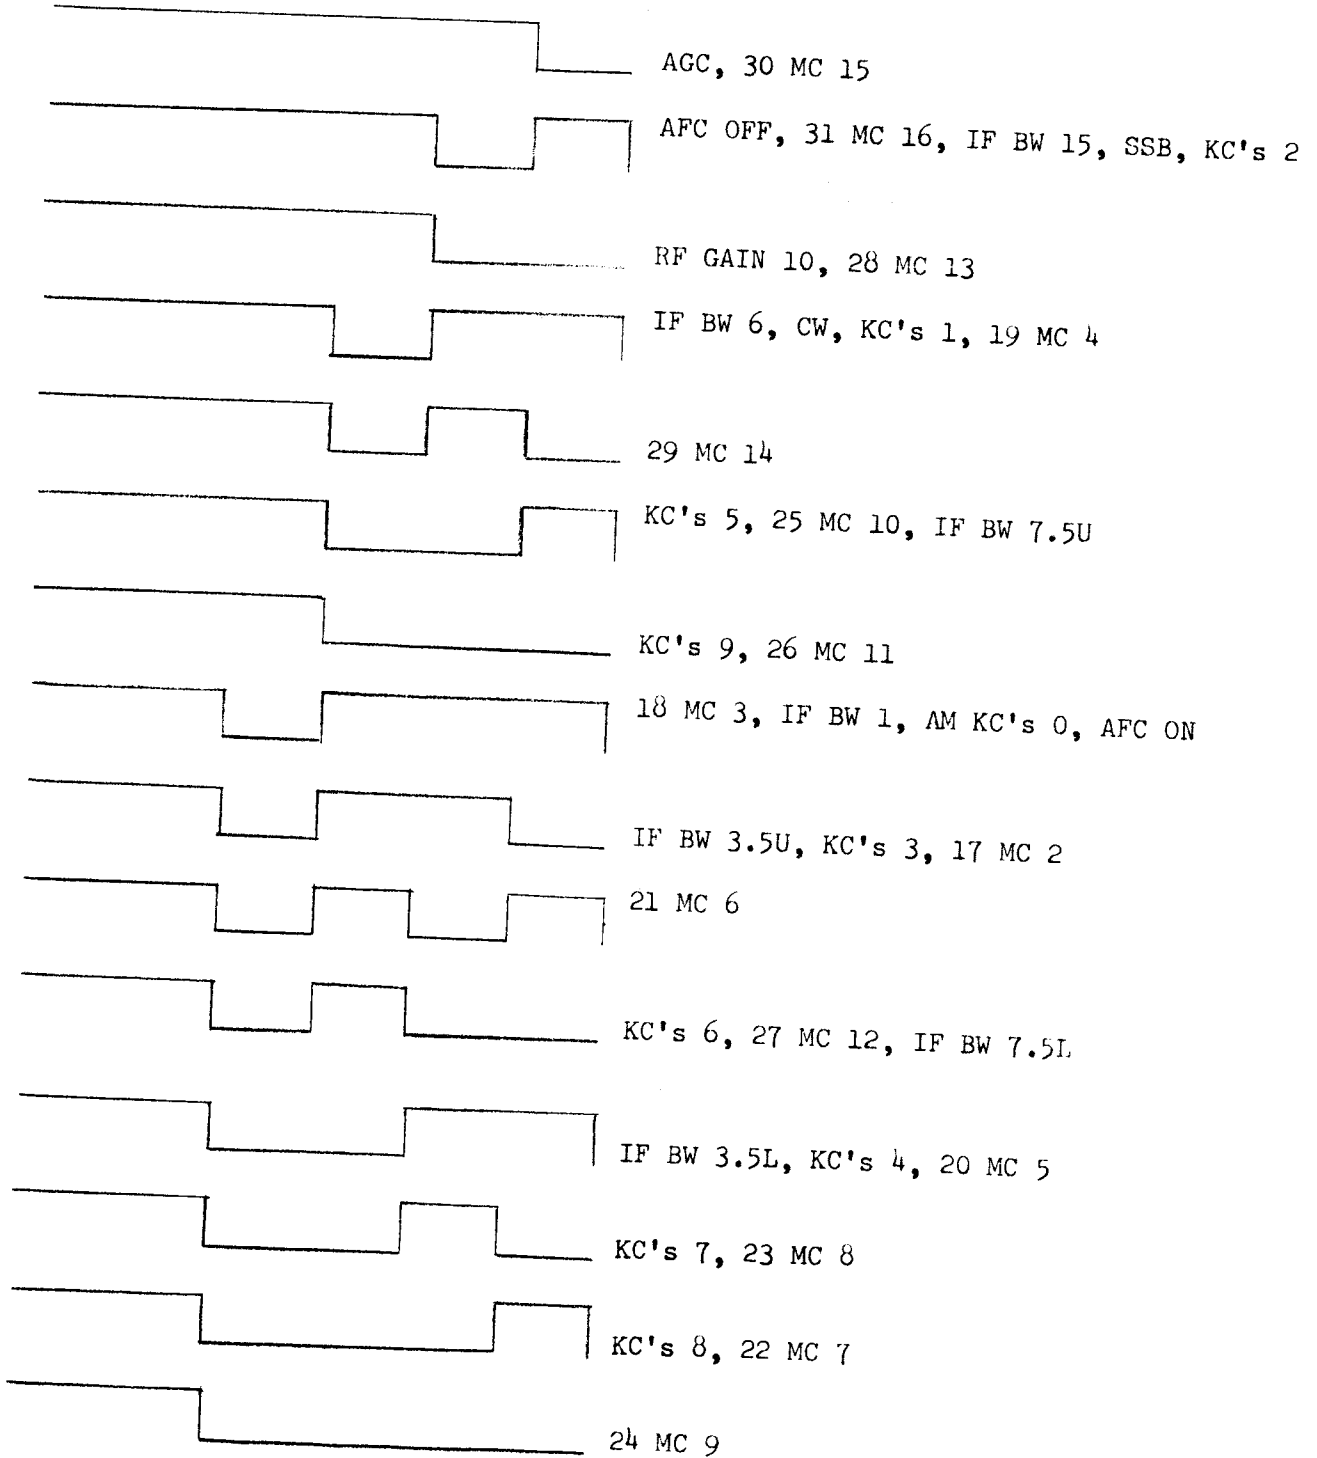 AGC, 30 MC 15
AFC OFF, 31 MC 16, IF BW 15, SSB, KC's 2
RF GAIN 10, 28 MC 13
IF BW 6, CW, KC's 1, 19 MC 4
29 MC 14
KC's 5, 25 MC 10, IF BW 7.5U
KC's 9, 26 MC 11
18 MC 3, IF BW 1, AM KC's 0, AFC ON
IF BW 3.5U, KC's 3, 17 MC 2
21 MC 6
KC's 6, 27 MC 12, IF BW 7.5L
IF BW 3.5L, KC's 4, 20 MC 5
KC's 7, 23 MC 8
KC's 8, 22 MC 7
24 MC 9